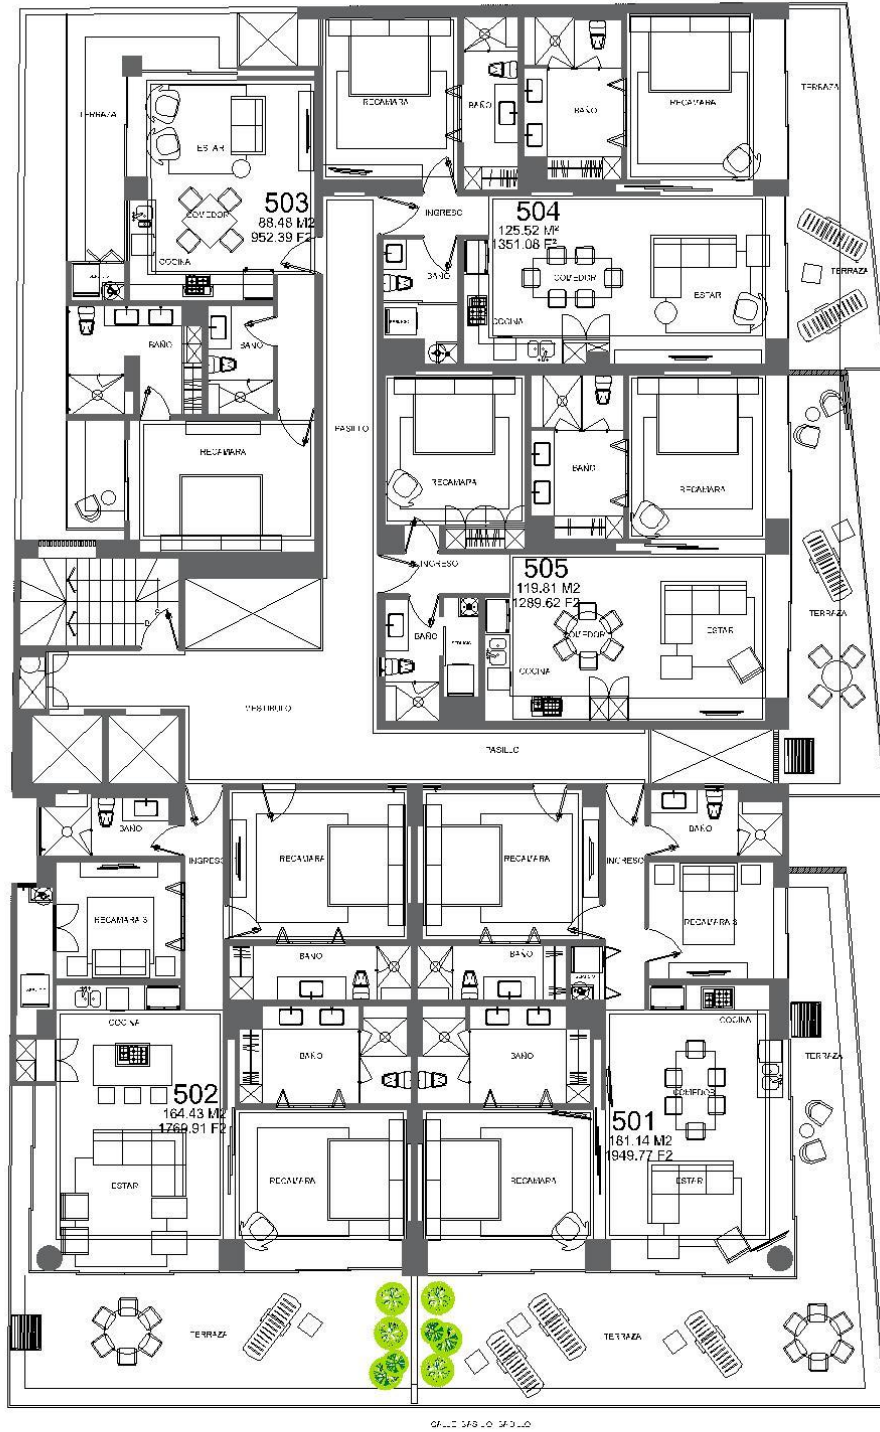 TERRAZA
RECAMARA
BAÑO
BAÑO
RECAMARA
TERRAZA
ESTAR
503
88.48 M2
952.39 F2
COMEDOR
COCINA
INGRESO
504
125.52 M²
1351.08 F²
COMEDOR
ESTAR
TERRAZA
BAÑO
COCINA
BAÑO
BAÑO
PASILLO
RECAMARA
RECAMARA
BAÑO
RECAMARA
INGRESO
505
119.81 M2
1289.62 F2
COMEDOR
ESTAR
TERRAZA
BAÑO
COCINA
VESTIBULO
PASILLO
BAÑO
INGRESO
RECAMARA
RECAMARA
INGRESO
BAÑO
RECAMARA 3
RECAMARA 3
BAÑO
BAÑO
COCINA
COCINA
BAÑO
BAÑO
TERRAZA
502
164.43 M2
1769.91 F2
COMEDOR
501
181.14 M2
1949.77 F2
ESTAR
RECAMARA
RECAMARA
ESTAR
TERRAZA
TERRAZA